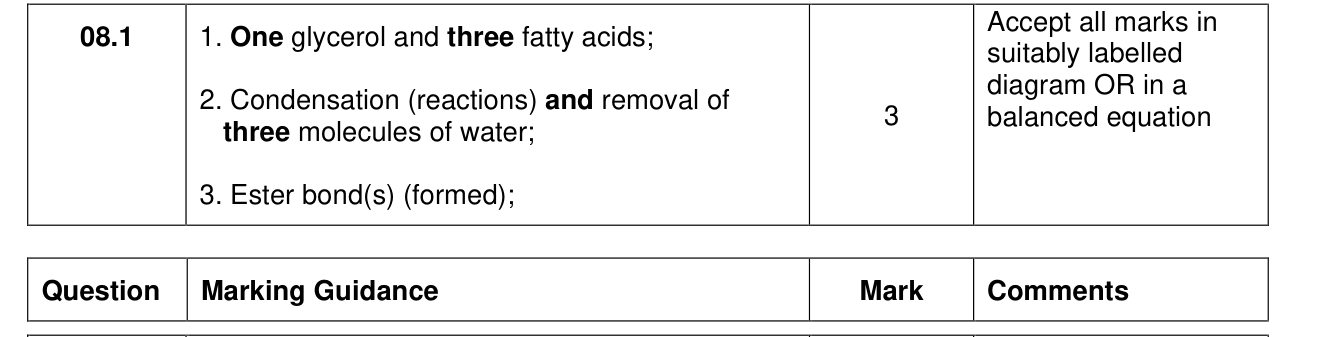 08.1
1. One glycerol and three fatty acids;
2. Condensation (reactions) and removal of
three molecules of water;
3. Ester bond(s) (formed);
3
Accept all marks in
suitably labelled
diagram OR in a
balanced equation
Question
Marking Guidance
Mark
Comments